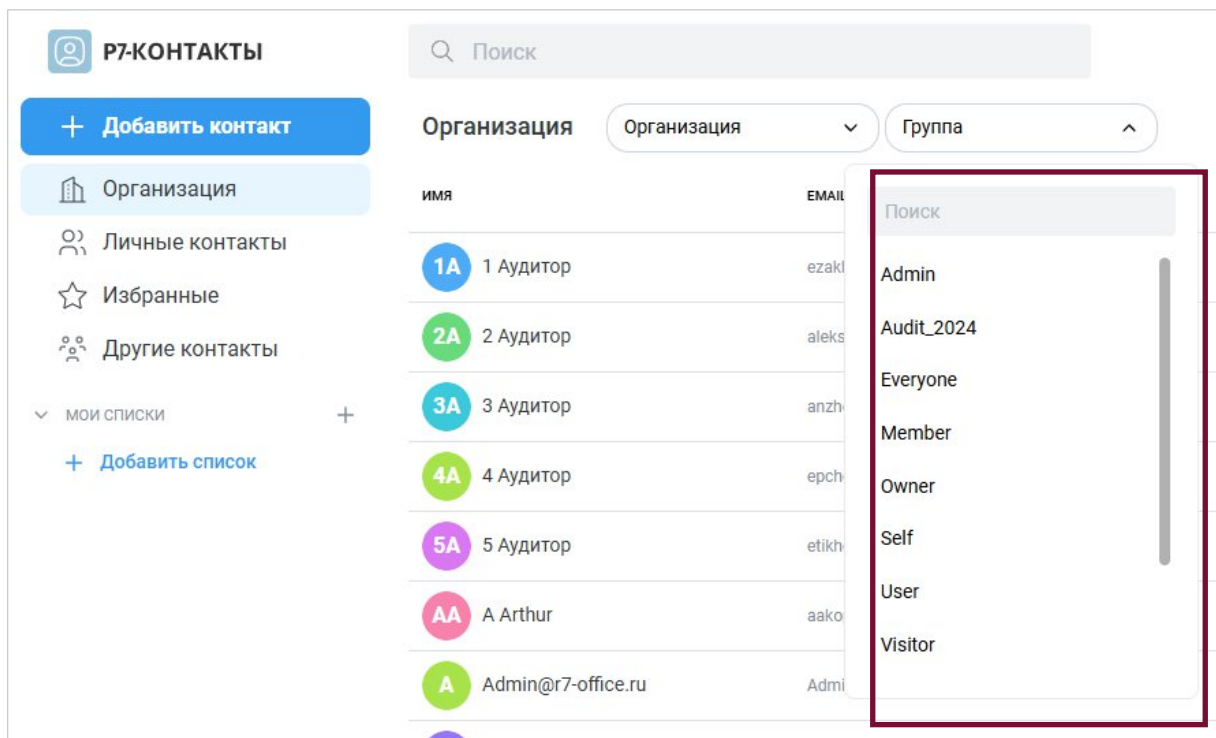 Р7-КОНТАКТЫ
Поиск
Добавить контакт
Организация
Личные контакты
Избранные
Другие контакты
МОИ СПИСКИ
Добавить список
Организация Организация Группа
ИМЯ EMAIL
1A 1 Аудитор
2A 2 Аудитор
3A 3 Аудитор
4A 4 Аудитор
5A 5 Аудитор
AA A Arthur
A Admin@r7-office.ru
Поиск
Admin
Audit_2024
Everyone
Member
Owner
Self
User
Visitor